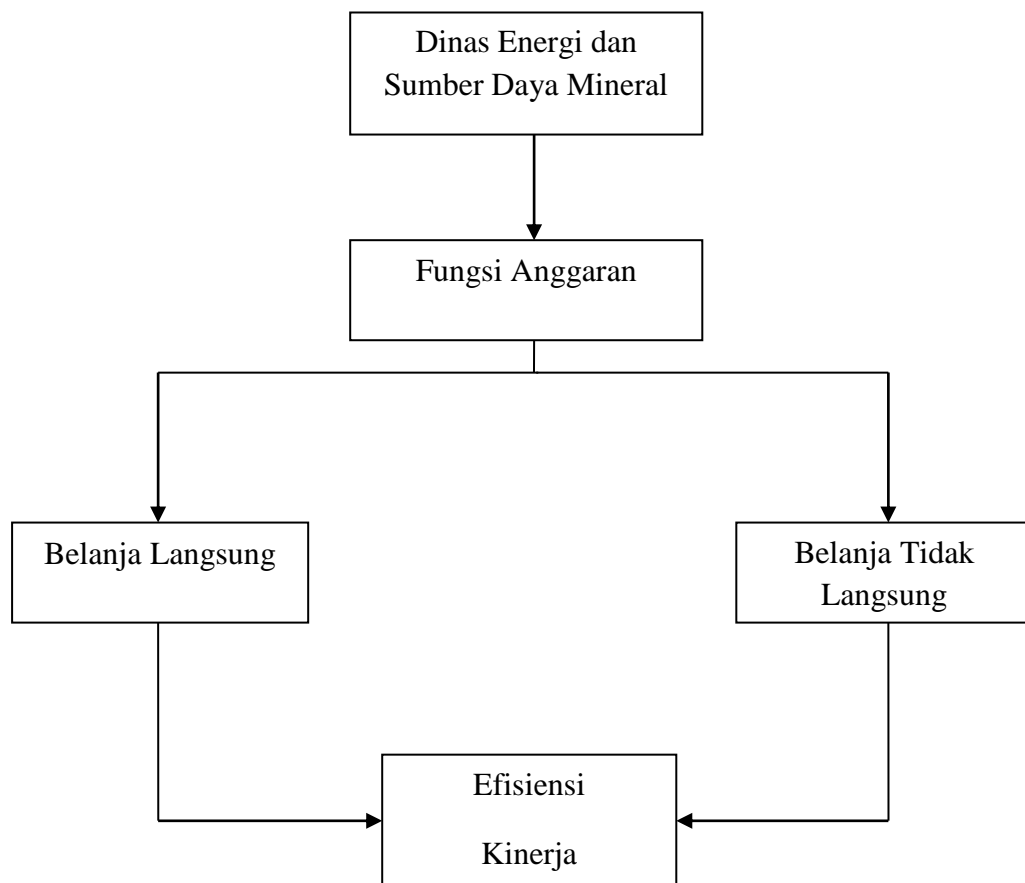 Dinas Energi dan
Sumber Daya Mineral
Fungsi Anggaran
Belanja Langsung
Belanja Tidak
Langsung
Efisiensi
Kinerja